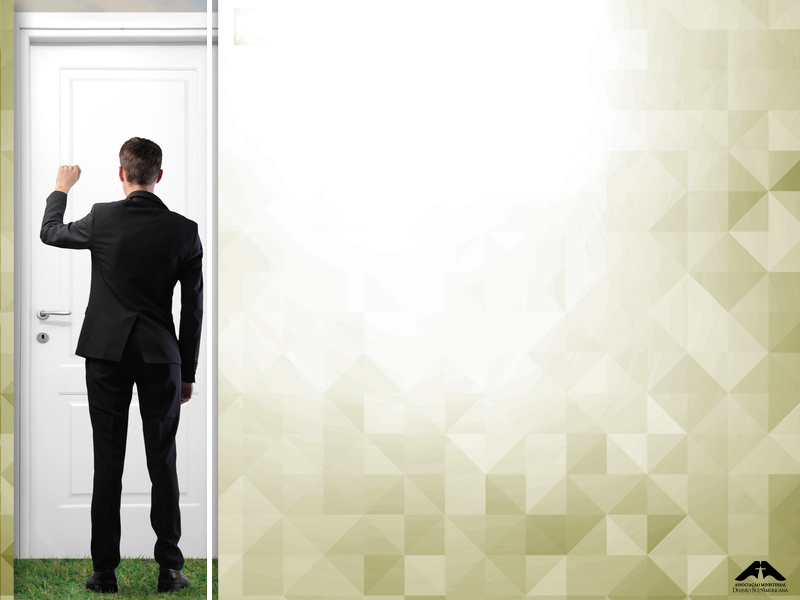 ASSOCIAÇÃO MINISTERIAL
DIVISÃO SUL-AMERICANA